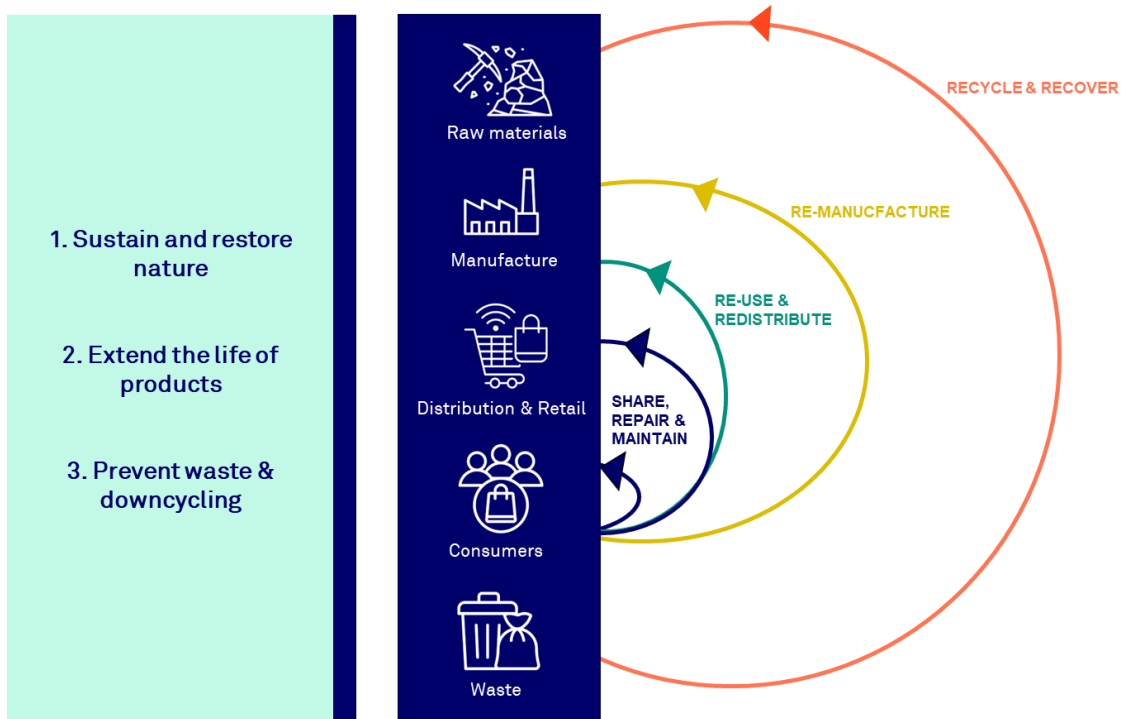 1. Sustain and restore
nature
2. Extend the life of
products
3. Prevent waste &
downcycling
Raw materials
Manufacture
Distribution & Retail
Consumers
Waste
RECYCLE & RECOVER
RE-MANUCFACTURE
RE-USE &
REDISTRIBUTE
SHARE,
REPAIR &
MAINTAIN